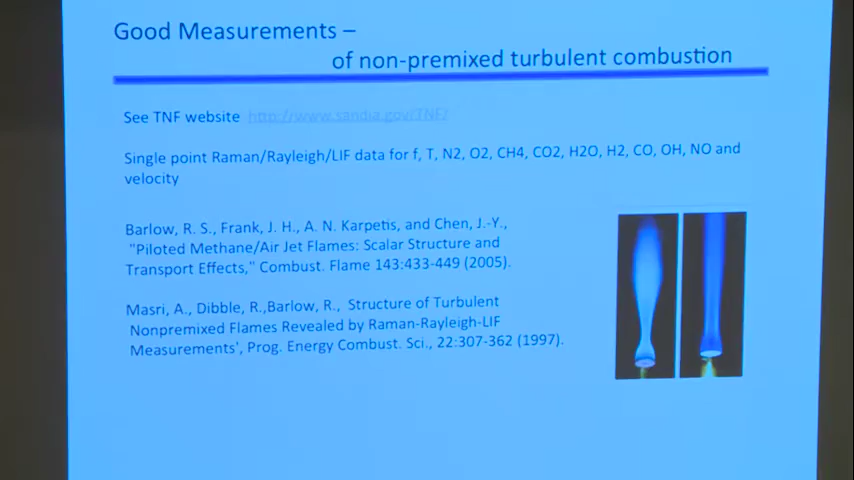 Good Measurements –
of non-premixed turbulent combustion
See TNF website http://www.sandia.gov/TNF/
Single point Raman/Rayleigh/LIF data for f, T, N2, O2, CH4, CO2, H2O, H2, CO, OH, NO and
velocity
Barlow, R. S., Frank, J. H., A. N. Karpetis, and Chen, J.-Y.,
"Piloted Methane/Air Jet Flames: Scalar Structure and
Transport Effects," Combust. Flame 143:433-449 (2005).
Masri, A., Dibble, R.,Barlow, R., Structure of Turbulent
Nonpremixed Flames Revealed by Raman-Rayleigh-LIF
Measurements', Prog. Energy Combust. Sci., 22:307-362 (1997).